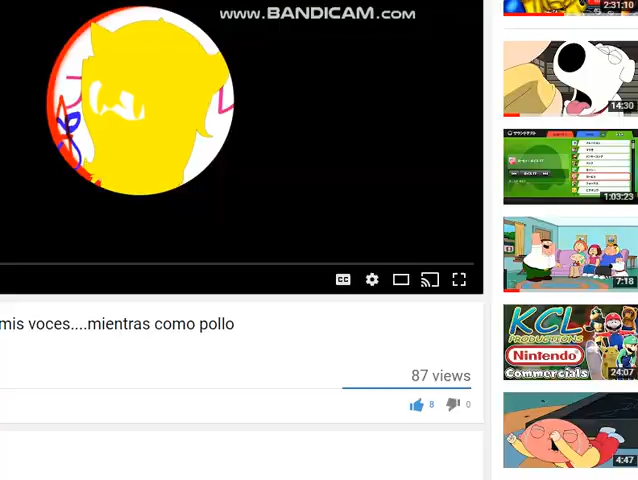 www.BANDICAM.com
2:31:10
14:30
1:03:23
7:18
KCL
PRODUCTIONS
Nintendo
Commercials
24:07
4:47
CC
mis voces....mientras como pollo
87 views
8
0